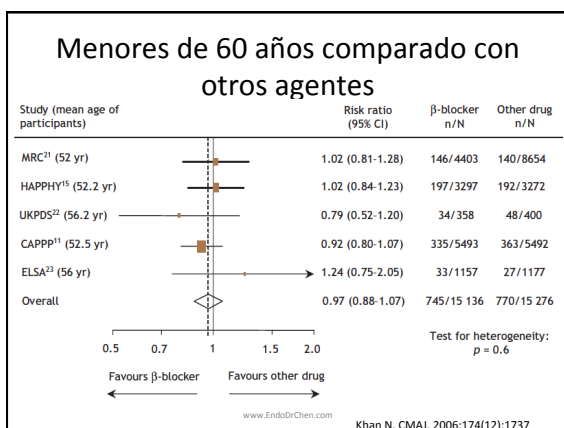 Menores de 60 años comparado con
otros agentes
Study (mean age of participants) Risk ratio (95% CI) β-blocker n/N Other drug n/N
MRC²¹ (52 yr) 1.02 (0.81-1.28) 146/4403 140/8654
HAPPHY¹⁵ (52.2 yr) 1.02 (0.84-1.23) 197/3297 192/3272
UKPDS²² (56.2 yr) 0.79 (0.52-1.20) 34/358 48/400
CAPPP¹¹ (52.5 yr) 0.92 (0.80-1.07) 335/5493 363/5492
ELSA²³ (56 yr) 1.24 (0.75-2.05) 33/1157 27/1177
Overall 0.97 (0.88-1.07) 745/15 136 770/15 276
Test for heterogeneity:
p = 0.6
0.5 0.7 1 1.5 2.0
Favours β-blocker Favours other drug
www.EndoDrChen.com
Khan N. CMAJ. 2006;174(12):1737